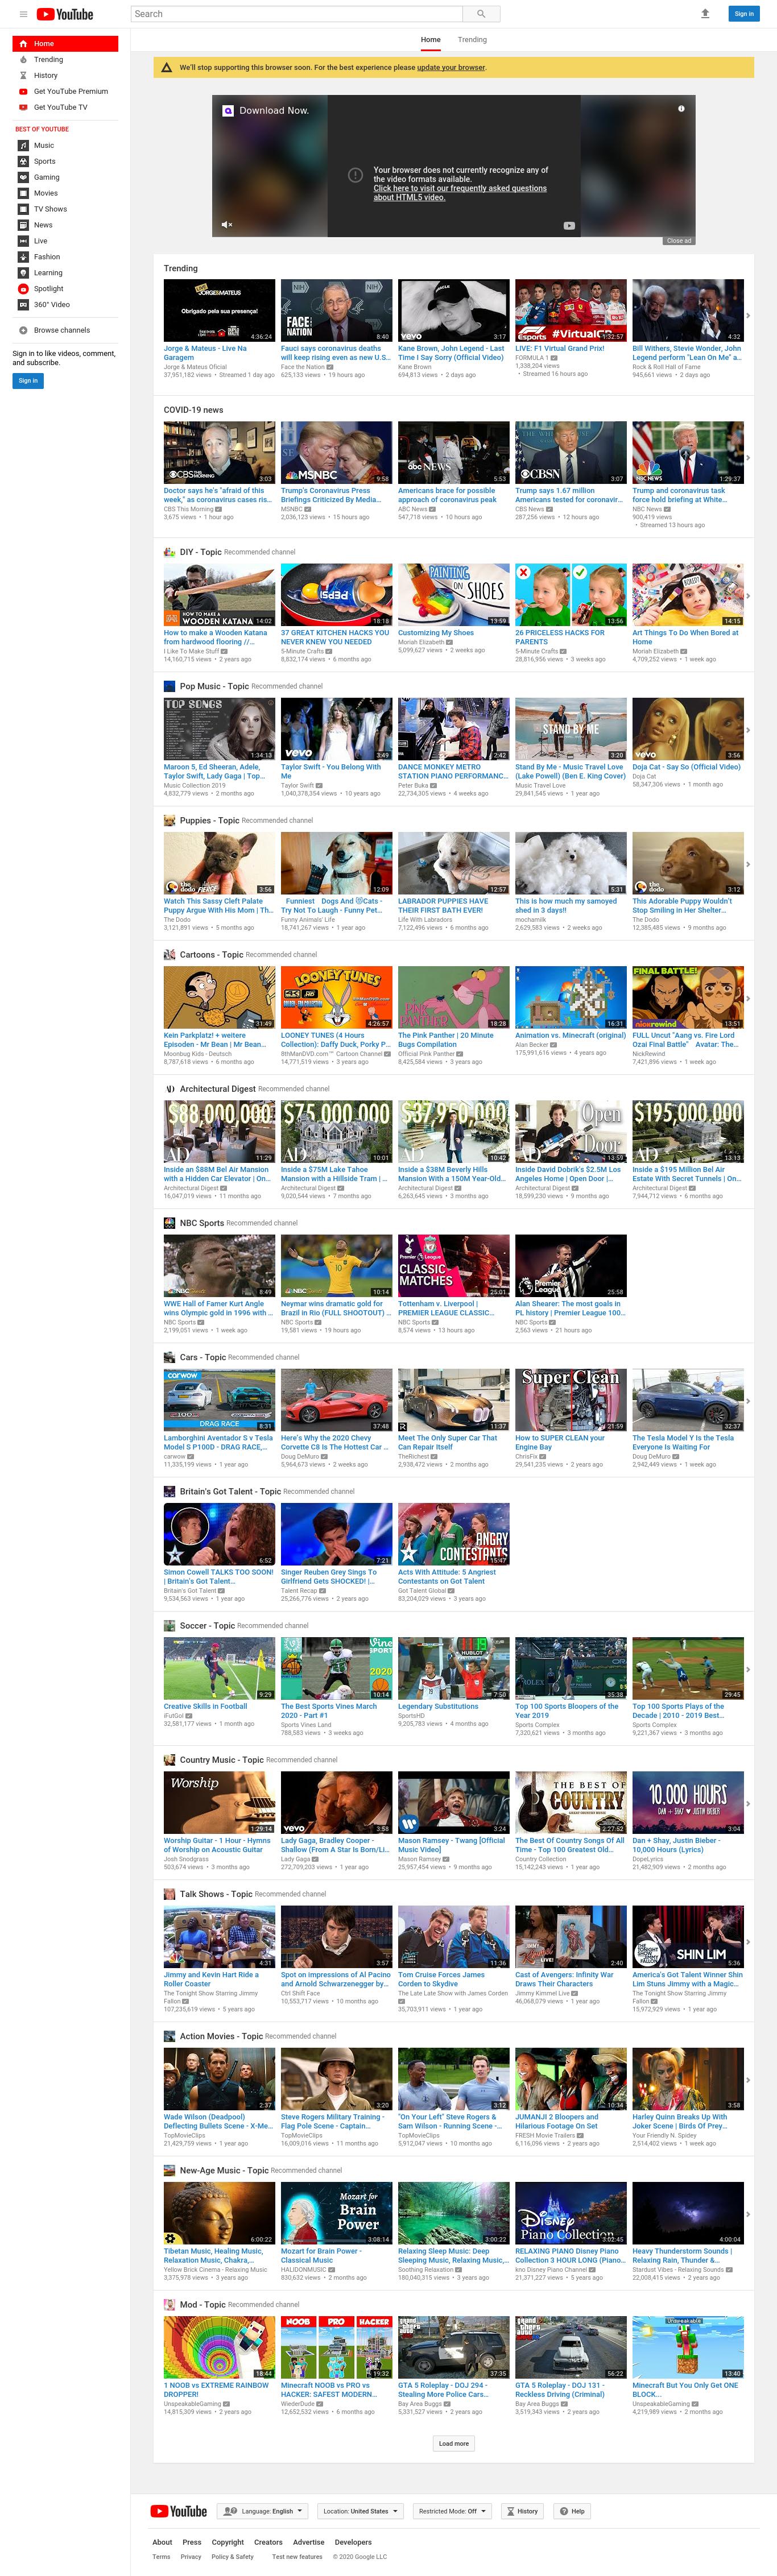 YouTube
Search
Sign in
Home
Trending
History
Get YouTube Premium
Get YouTube TV
BEST OF YOUTUBE
Music
Sports
Gaming
Movies
TV Shows
News
Live
Fashion
Learning
Spotlight
360° Video
Browse channels
Sign in to like videos, comment,
and subscribe.
Sign in
Home Trending
We'll stop supporting this browser soon. For the best experience please update your browser.
Download Now.
Your browser does not currently recognize any of
the video formats available.
Click here to visit our frequently asked questions
about HTML5 video.
Close ad
Trending
Jorge & Mateus - Live Na
Garagem
Jorge & Mateus Oficial
37,951,182 views • Streamed 1 day ago
Fauci says coronavirus deaths
will keep rising even as new U.S...
Face the Nation
625,133 views • 19 hours ago
Kane Brown, John Legend - Last
Time I Say Sorry (Official Video)
Kane Brown
694,813 views • 2 days ago
LIVE: F1 Virtual Grand Prix!
FORMULA 1
1,338,204 views
• Streamed 16 hours ago
Bill Withers, Stevie Wonder, John
Legend perform "Lean On Me" a...
Rock & Roll Hall of Fame
945,661 views • 2 days ago
COVID-19 news
Doctor says he's "afraid of this
week," as coronavirus cases ris...
CBS This Morning
3,675 views • 1 hour ago
Trump's Coronavirus Press
Briefings Criticized By Media...
MSNBC
2,036,123 views • 15 hours ago
Americans brace for possible
approach of coronavirus peak
ABC News
547,718 views • 10 hours ago
Trump says 1.67 million
Americans tested for coronavir...
CBS News
287,256 views • 12 hours ago
Trump and coronavirus task
force hold briefing at White...
NBC News
900,419 views
• Streamed 13 hours ago
DIY - Topic Recommended channel
How to make a Wooden Katana
from hardwood flooring //...
I Like To Make Stuff
14,160,715 views • 2 years ago
37 GREAT KITCHEN HACKS YOU
NEVER KNEW YOU NEEDED
5-Minute Crafts
8,832,174 views • 6 months ago
Customizing My Shoes
Moriah Elizabeth
5,099,627 views • 2 weeks ago
26 PRICELESS HACKS FOR
PARENTS
5-Minute Crafts
28,816,956 views • 3 weeks ago
Art Things To Do When Bored at
Home
Moriah Elizabeth
4,709,252 views • 1 week ago
Pop Music - Topic Recommended channel
Maroon 5, Ed Sheeran, Adele,
Taylor Swift, Lady Gaga | Top...
Music Collection 2019
4,832,779 views • 2 months ago
Taylor Swift - You Belong With
Me
Taylor Swift
1,040,378,354 views • 10 years ago
DANCE MONKEY METRO
STATION PIANO PERFORMANC...
Peter Buka
22,734,305 views • 4 weeks ago
Stand By Me - Music Travel Love
(Lake Powell) (Ben E. King Cover)
Music Travel Love
29,841,545 views • 1 year ago
Doja Cat - Say So (Official Video)
Doja Cat
58,347,306 views • 1 month ago
Puppies - Topic Recommended channel
Watch This Sassy Cleft Palate
Puppy Argue With His Mom | Th...
The Dodo
3,121,891 views • 5 months ago
Funniest Dogs And Cats -
Try Not To Laugh - Funny Pet...
Funny Animals' Life
18,741,267 views • 1 year ago
LABRADOR PUPPIES HAVE
THEIR FIRST BATH EVER!
Life With Labradors
7,122,496 views • 6 months ago
This is how much my samoyed
shed in 3 days!!
mochamilk
2,629,583 views • 2 weeks ago
This Adorable Puppy Wouldn't
Stop Smiling in Her Shelter...
The Dodo
12,385,485 views • 9 months ago
Cartoons - Topic Recommended channel
Kein Parkplatz! + weitere
Episoden - Mr Bean | Mr Bean...
Moonbug Kids - Deutsch
8,787,618 views • 6 months ago
LOONEY TUNES (4 Hours
Collection): Daffy Duck, Porky P...
8thManDVD.com™ Cartoon Channel
14,771,519 views • 3 years ago
The Pink Panther | 20 Minute
Bugs Compilation
Official Pink Panther
8,425,584 views • 3 years ago
Animation vs. Minecraft (original)
Alan Becker
175,991,616 views • 4 years ago
FULL Uncut "Aang vs. Fire Lord
Ozai Final Battle" Avatar: The...
NickRewind
7,421,896 views • 1 week ago
Architectural Digest Recommended channel
Inside an $88M Bel Air Mansion
with a Hidden Car Elevator | On...
Architectural Digest
16,047,019 views • 11 months ago
Inside a $75M Lake Tahoe
Mansion with a Hillside Tram | ...
Architectural Digest
9,020,544 views • 7 months ago
Inside a $38M Beverly Hills
Mansion With a 150M Year-Old...
Architectural Digest
6,263,645 views • 3 months ago
Inside David Dobrik's $2.5M Los
Angeles Home | Open Door |...
Architectural Digest
18,599,230 views • 9 months ago
Inside a $195 Million Bel Air
Estate With Secret Tunnels | On...
Architectural Digest
7,944,712 views • 6 months ago
NBC Sports Recommended channel
WWE Hall of Famer Kurt Angle
wins Olympic gold in 1996 with ...
NBC Sports
2,199,051 views • 1 week ago
Neymar wins dramatic gold for
Brazil in Rio (FULL SHOOTOUT) ...
NBC Sports
19,581 views • 19 hours ago
Tottenham v. Liverpool |
PREMIER LEAGUE CLASSIC...
NBC Sports
8,574 views • 13 hours ago
Alan Shearer: The most goals in
PL history | Premier League 100...
NBC Sports
2,563 views • 21 hours ago
Cars - Topic Recommended channel
Lamborghini Aventador S v Tesla
Model S P100D - DRAG RACE,...
carwow
11,335,199 views • 1 year ago
Here's Why the 2020 Chevy
Corvette C8 Is The Hottest Car ...
Doug DeMuro
5,964,673 views • 2 weeks ago
Meet The Only Super Car That
Can Repair Itself
TheRichest
2,938,472 views • 2 months ago
How to SUPER CLEAN your
Engine Bay
ChrisFix
29,541,235 views • 2 years ago
The Tesla Model Y Is the Tesla
Everyone Is Waiting For
Doug DeMuro
2,942,449 views • 1 week ago
Britain's Got Talent - Topic Recommended channel
Simon Cowell TALKS TOO SOON!
| Britain's Got Talent...
Britain's Got Talent
9,534,563 views • 1 year ago
Singer Reuben Grey Sings To
Girlfriend Gets SHOCKED! |...
Talent Recap
25,266,776 views • 2 years ago
Acts With Attitude: 5 Angriest
Contestants on Got Talent
Got Talent Global
83,204,029 views • 3 years ago
Soccer - Topic Recommended channel
Creative Skills in Football
iFutGol
32,581,177 views • 1 month ago
The Best Sports Vines March
2020 - Part #1
Sports Vines Land
788,583 views • 3 weeks ago
Legendary Substitutions
SportsHD
9,205,783 views • 4 months ago
Top 100 Sports Bloopers of the
Year 2019
Sports Complex
7,320,621 views • 3 months ago
Top 100 Sports Plays of the
Decade | 2010 - 2019 Best...
Sports Complex
9,221,367 views • 3 months ago
Country Music - Topic Recommended channel
Worship Guitar - 1 Hour - Hymns
of Worship on Acoustic Guitar
Josh Snodgrass
503,674 views • 3 months ago
Lady Gaga, Bradley Cooper -
Shallow (From A Star Is Born/Li...
Lady Gaga
272,709,203 views • 1 year ago
Mason Ramsey - Twang [Official
Music Video]
Mason Ramsey
25,957,454 views • 9 months ago
The Best Of Country Songs Of All
Time - Top 100 Greatest Old...
Country Collection
15,142,243 views • 1 year ago
Dan + Shay, Justin Bieber -
10,000 Hours (Lyrics)
DopeLyrics
21,482,909 views • 2 months ago
Talk Shows - Topic Recommended channel
Jimmy and Kevin Hart Ride a
Roller Coaster
The Tonight Show Starring Jimmy
Fallon
107,235,619 views • 5 years ago
Spot on impressions of Al Pacino
and Arnold Schwarzenegger by...
Ctrl Shift Face
10,553,717 views • 10 months ago
Tom Cruise Forces James
Corden to Skydive
The Late Late Show with James Corden
35,703,911 views • 1 year ago
Cast of Avengers: Infinity War
Draws Their Characters
Jimmy Kimmel Live
46,068,079 views • 1 year ago
America's Got Talent Winner Shin
Lim Stuns Jimmy with a Magic...
The Tonight Show Starring Jimmy
Fallon
15,972,929 views • 1 year ago
Action Movies - Topic Recommended channel
Wade Wilson (Deadpool)
Deflecting Bullets Scene - X-Me...
TopMovieClips
21,429,759 views • 1 year ago
Steve Rogers Military Training -
Flag Pole Scene - Captain...
TopMovieClips
16,009,016 views • 11 months ago
"On Your Left" Steve Rogers &
Sam Wilson - Running Scene -...
TopMovieClips
5,912,047 views • 10 months ago
JUMANJI 2 Bloopers and
Hilarious Footage On Set
FRESH Movie Trailers
6,116,096 views • 2 years ago
Harley Quinn Breaks Up With
Joker Scene | Birds Of Prey...
Your Friendly N. Spidey
2,514,402 views • 1 week ago
New-Age Music - Topic Recommended channel
Tibetan Music, Healing Music,
Relaxation Music, Chakra,...
Yellow Brick Cinema - Relaxing Music
3,375,978 views • 3 years ago
Mozart for Brain Power -
Classical Music
HALIDONMUSIC
830,632 views • 2 months ago
Relaxing Sleep Music: Deep
Sleeping Music, Relaxing Music,...
Soothing Relaxation
180,040,315 views • 3 years ago
RELAXING PIANO Disney Piano
Collection 3 HOUR LONG (Piano...
kno Disney Piano Channel
21,371,227 views • 5 years ago
Heavy Thunderstorm Sounds |
Relaxing Rain, Thunder &...
Stardust Vibes - Relaxing Sounds
22,008,415 views • 2 years ago
Mod - Topic Recommended channel
1 NOOB vs EXTREME RAINBOW
DROPPER!
UnspeakableGaming
14,815,309 views • 2 years ago
Minecraft NOOB vs PRO vs
HACKER: SAFEST MODERN...
WiederDude
12,652,532 views • 6 months ago
GTA 5 Roleplay - DOJ 294 -
Stealing More Police Cars...
Bay Area Buggs
5,331,527 views • 2 years ago
GTA 5 Roleplay - DOJ 131 -
Reckless Driving (Criminal)
Bay Area Buggs
3,519,343 views • 2 years ago
Minecraft But You Only Get ONE
BLOCK...
UnspeakableGaming
4,219,989 views • 2 months ago
Load more
YouTube
Language: English
Location: United States
Restricted Mode: Off
History
Help
About Press Copyright Creators Advertise Developers
Terms Privacy Policy & Safety Test new features © 2020 Google LLC